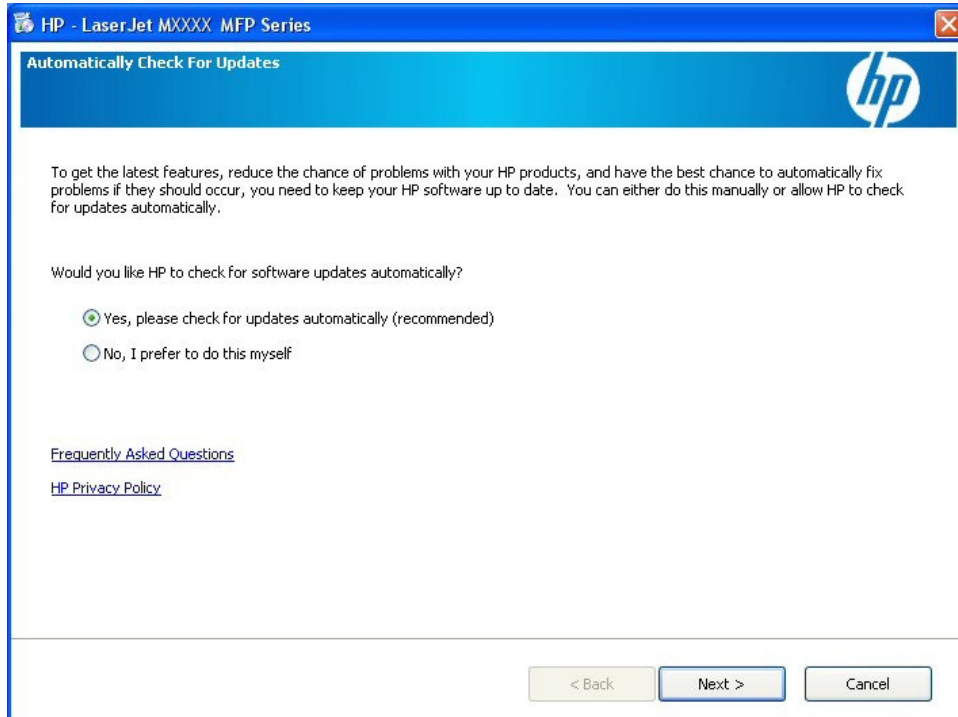 HP - LaserJet MXXXX MFP Series
Automatically Check For Updates
hp
To get the latest features, reduce the chance of problems with your HP products, and have the best chance to automatically fix
problems if they should occur, you need to keep your HP software up to date.  You can either do this manually or allow HP to check
for updates automatically.
Would you like HP to check for software updates automatically?
Yes, please check for updates automatically (recommended)
No, I prefer to do this myself
Frequently Asked Questions
HP Privacy Policy
< Back
Next >
Cancel